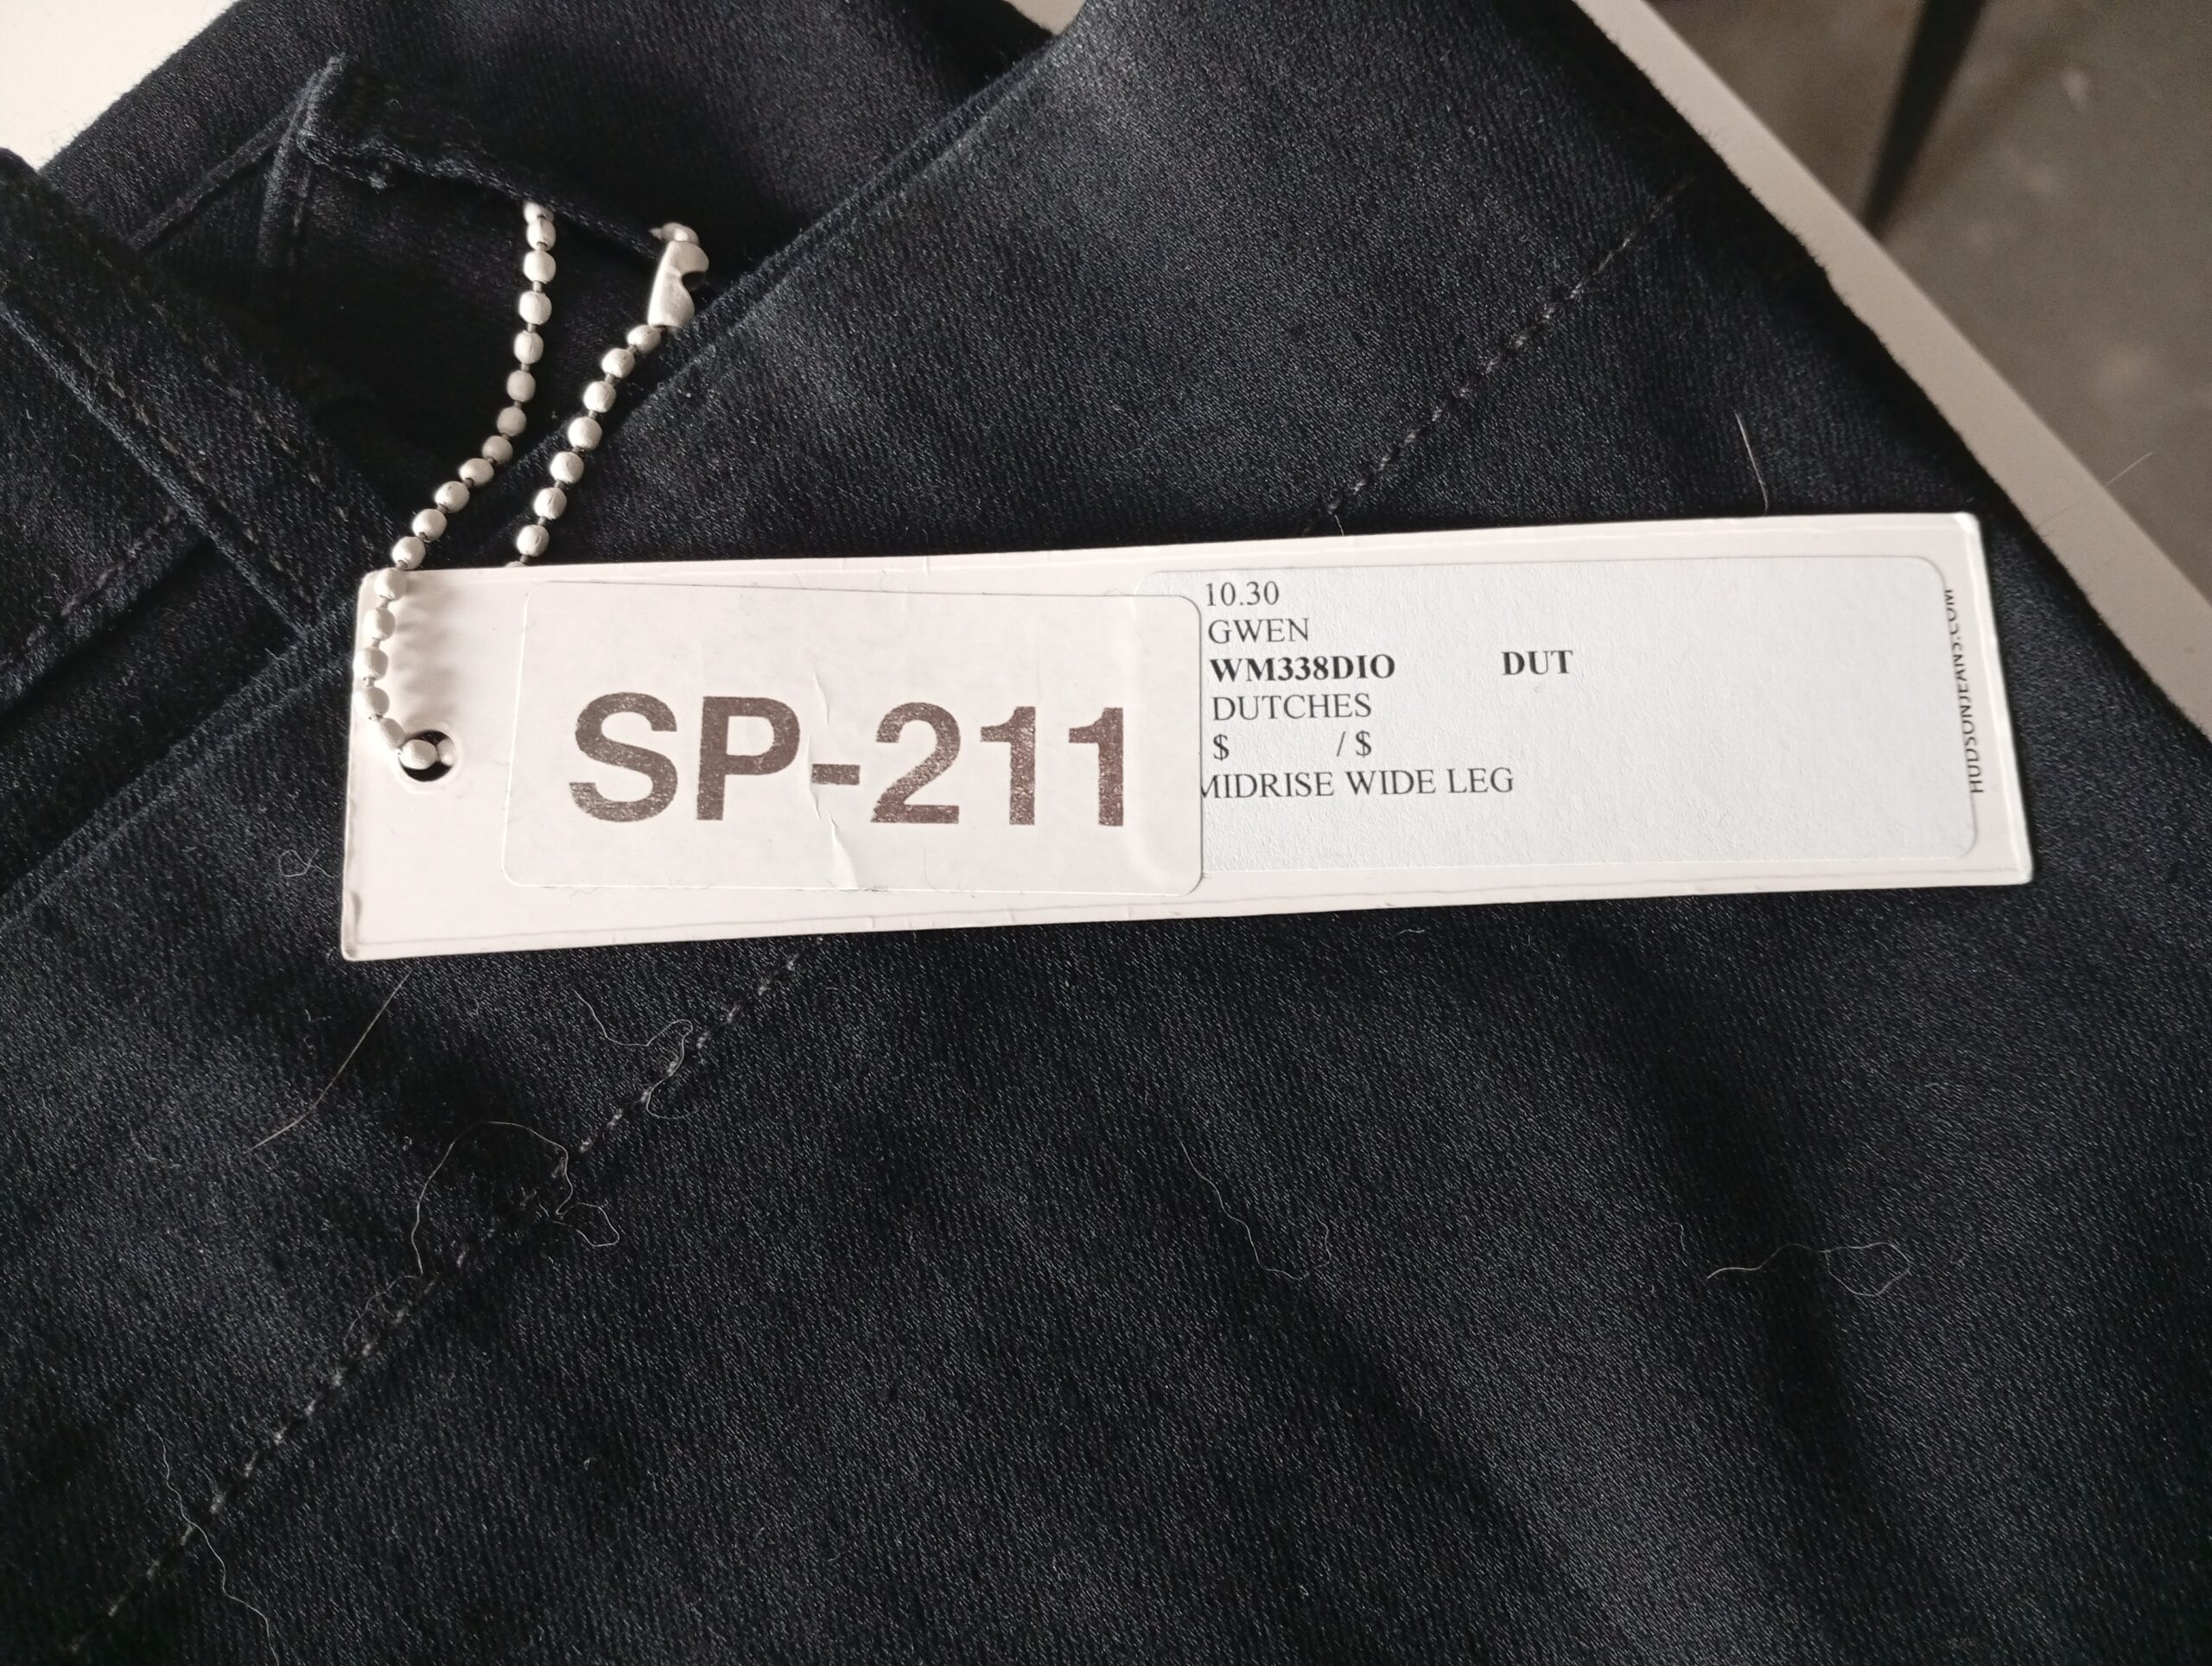 SP-211
10.30
GWEN
WM338DIO DUT
DUTCHES
$ / $
MIDRISE WIDE LEG
HUDSONJEANS.COM